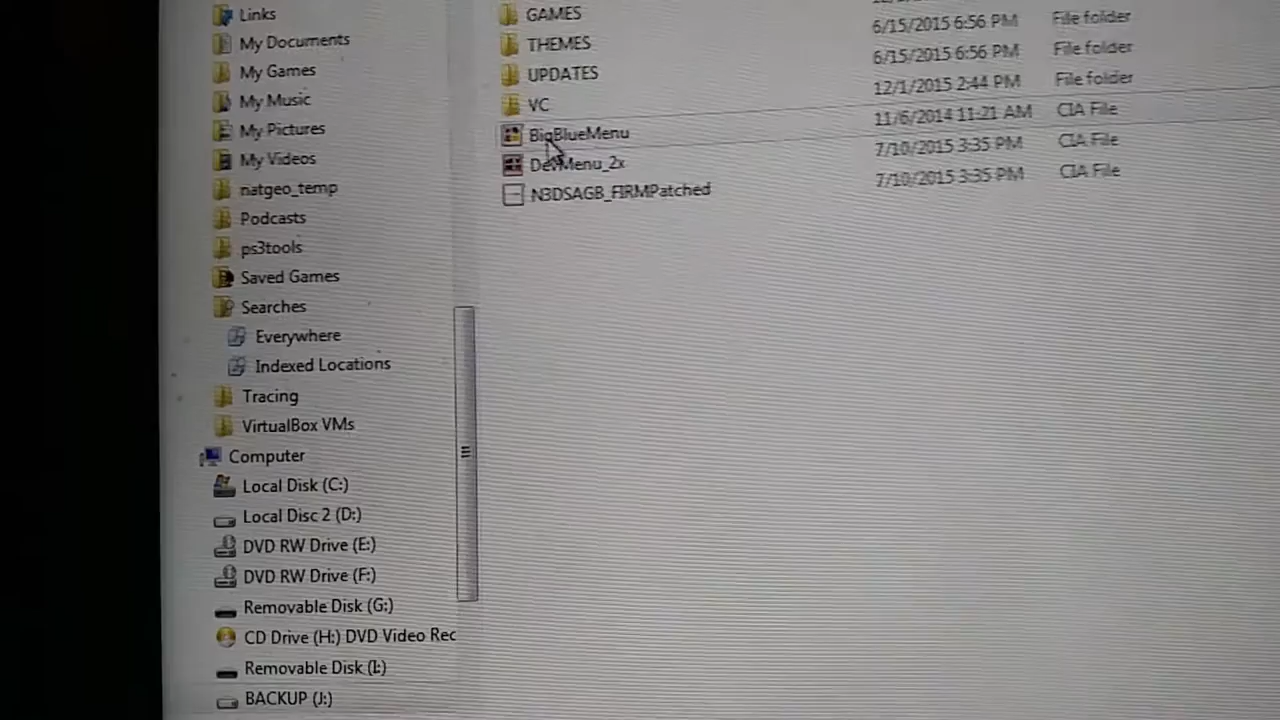 Links
My Documents
My Games
My Music
My Pictures
My Videos
natgeo_temp
Podcasts
ps3tools
Saved Games
Searches
Everywhere
Indexed Locations
Tracing
VirtualBox VMs
Computer
Local Disk (C:)
Local Disc 2 (D:)
DVD RW Drive (E:)
DVD RW Drive (F:)
Removable Disk (G:)
CD Drive (H:) DVD Video Rec
Removable Disk (I:)
BACKUP (J:)
GAMES 6/15/2015 6:56 PM File folder
THEMES 6/15/2015 6:56 PM File folder
UPDATES 12/1/2015 2:44 PM File folder
VC 11/6/2014 11:21 AM CIA File
BigBlueMenu 7/10/2015 3:35 PM CIA File
DevMenu_2x 7/10/2015 3:35 PM CIA File
N3DSAGB_FIRMPatched